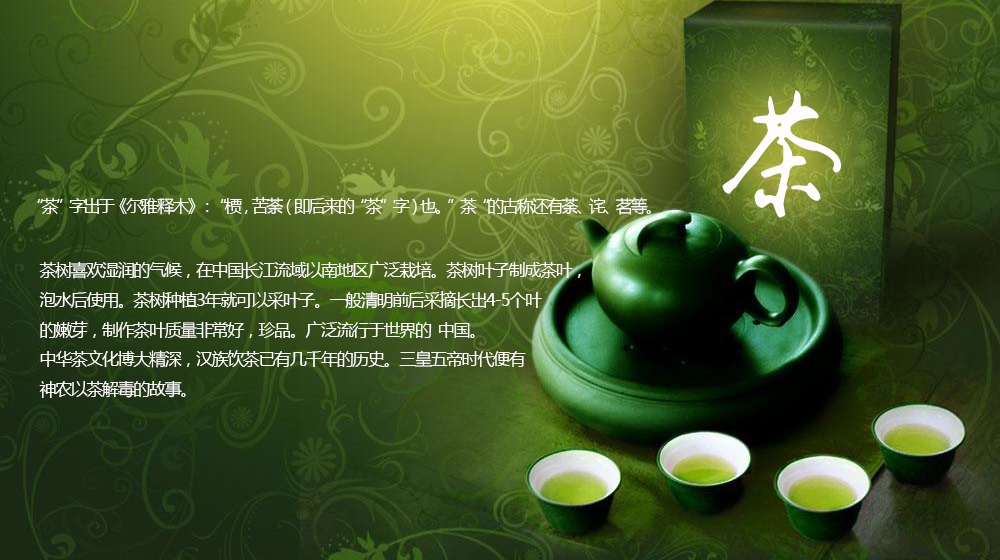 茶
“茶”字出于《尔雅·释木》：“槚，苦荼（即后来的“茶”字）也。”茶“的古称还有荼、诧、茗等。
茶树喜欢湿润的气候，在中国长江流域以南地区广泛栽培。茶树叶子制成茶叶，
泡水后使用。茶树种植3年就可以采叶子。一般清明前后采摘长出4-5个叶
的嫩芽，制作茶叶质量非常好，珍品。广泛流行于世界的 中国。
中华茶文化博大精深，汉族饮茶已有几千年的历史。三皇五帝时代便有
神农以茶解毒的故事。